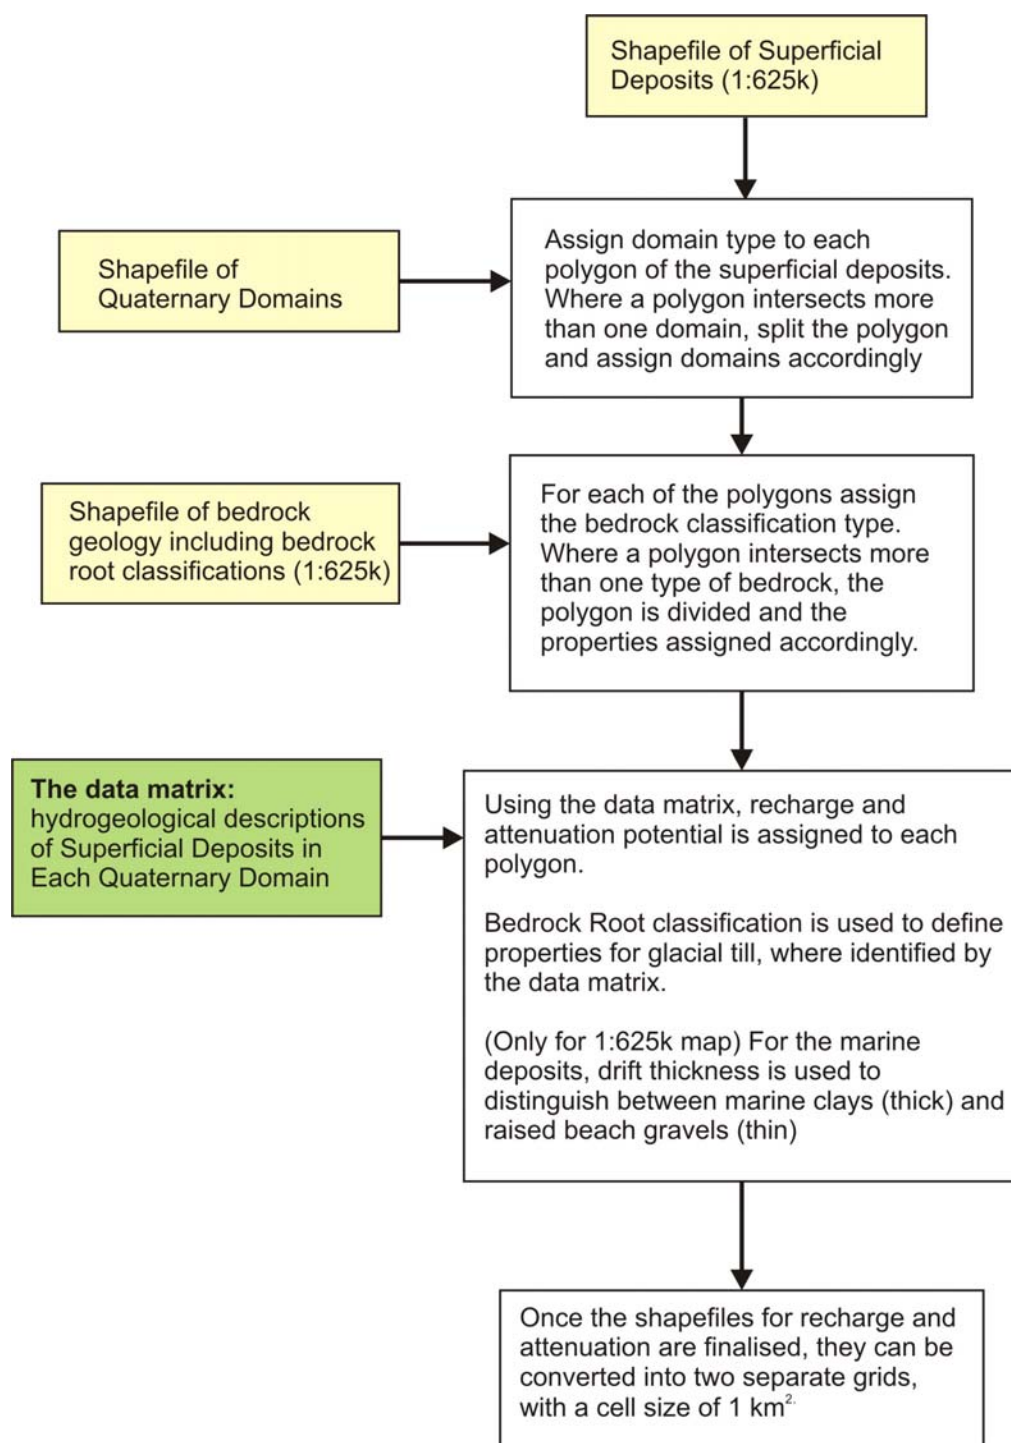 Shapefile of Superficial
Deposits (1:625k)
Shapefile of
Quaternary Domains
Assign domain type to each
polygon of the superficial deposits.
Where a polygon intersects more
than one domain, split the polygon
and assign domains accordingly
Shapefile of bedrock
geology including bedrock
root classifications (1:625k)
For each of the polygons assign
the bedrock classification type.
Where a polygon intersects more
than one type of bedrock, the
polygon is divided and the
properties assigned accordingly.
The data matrix:
hydrogeological descriptions
of Superficial Deposits in
Each Quaternary Domain
Using the data matrix, recharge and
attenuation potential is assigned to each
polygon.
Bedrock Root classification is used to define
properties for glacial till, where identified by
the data matrix.
(Only for 1:625k map) For the marine
deposits, drift thickness is used to
distinguish between marine clays (thick) and
raised beach gravels (thin)
Once the shapefiles for recharge and
attenuation are finalised, they can be
converted into two separate grids,
with a cell size of 1 km².